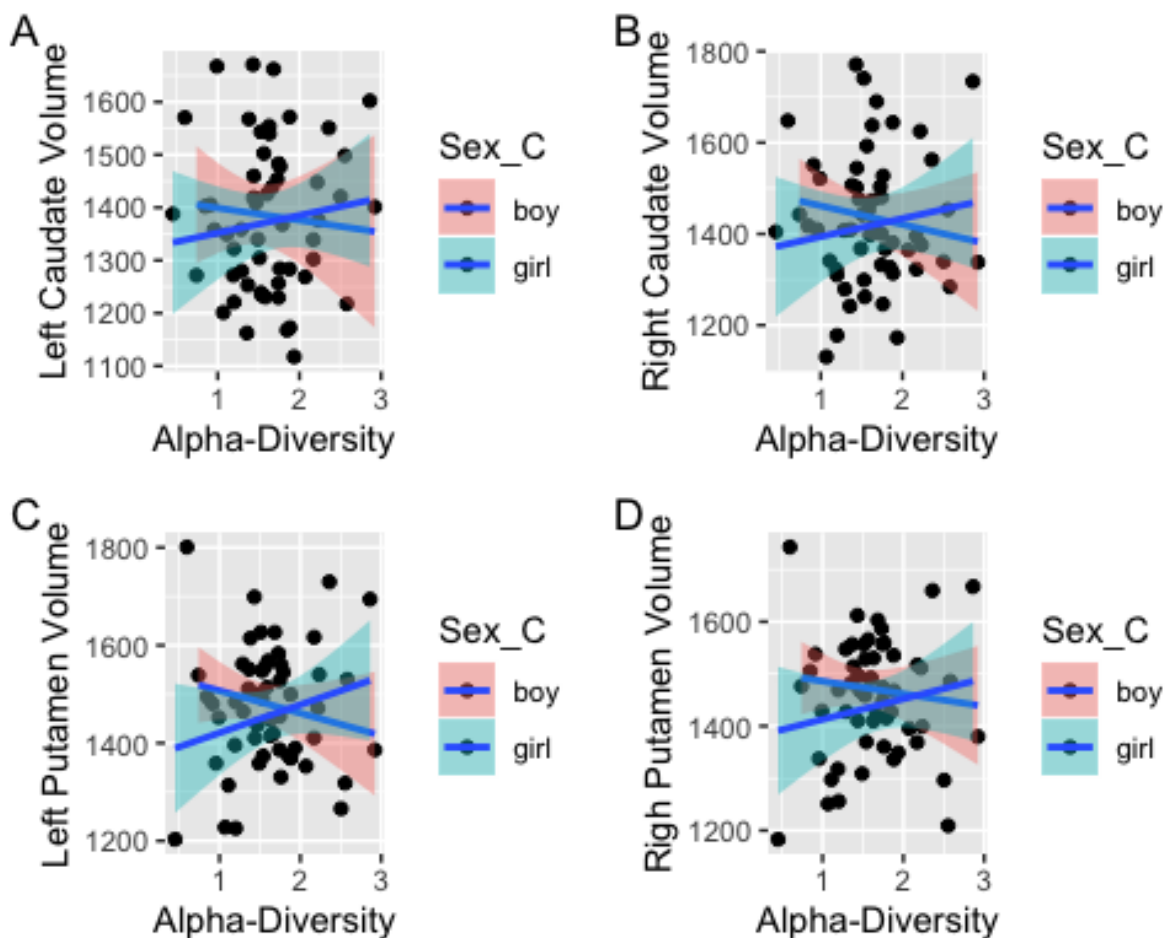 A
Left Caudate Volume
1600
1500
1400
1300
1200
1100
1 2 3
Alpha-Diversity
Sex_C
boy
girl
B
Right Caudate Volume
1800
1600
1400
1200
1 2 3
Alpha-Diversity
Sex_C
boy
girl
C
Left Putamen Volume
1800
1600
1400
1200
1 2 3
Alpha-Diversity
Sex_C
boy
girl
D
Righ Putamen Volume
1600
1400
1200
1 2 3
Alpha-Diversity
Sex_C
boy
girl